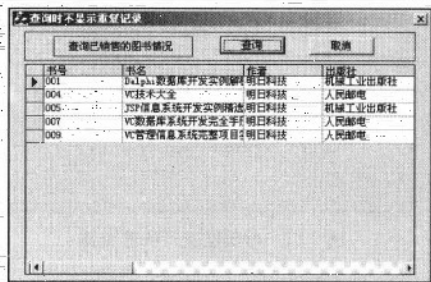 查询时不显示重复记录
查询已销售的图书情况 查询 取消
书号 书名 作者 出版社
001 Delphi数据库开发实例解 明日科技 机械工业出版社
004 VC技术大全 明日科技 人民邮电
005 JSP信息系统开发实例精选 明日科技 机械工业出版社
007 VC数据库系统开发完全手 明日科技 人民邮电
009 VC管理信息系统完整项目 明日科技 人民邮电